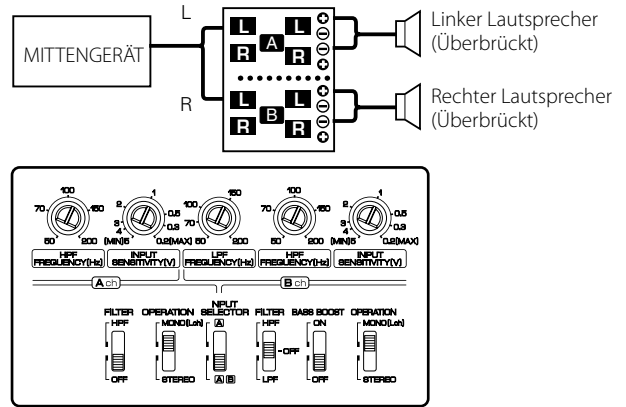 L
MITTENGERÄT
R
L L
A
R R
L L
B
R R
Linker Lautsprecher
(Überbrückt)
Rechter Lautsprecher
(Überbrückt)
100 1 150 100 1
70 150 2 0.5 100 70 150 2 0.5
3 0.3 70 3 0.3
4 4
50 200 (MIN)5 0.2(MAX) 50 200 50 200 (MIN)5 0.2(MAX)
HPF INPUT LPF HPF INPUT
FREQUENCY(Hz) SENSITIVITY(V) FREQUENCY(Hz) FREQUENCY(Hz) SENSITIVITY(V)
A ch B ch
INPUT
FILTER OPERATION SELECTOR FILTER BASS BOOST OPERATION
HPF MONO(Lch) A HPF ON MONO(Lch)
OFF
OFF STEREO A B LPF OFF STEREO